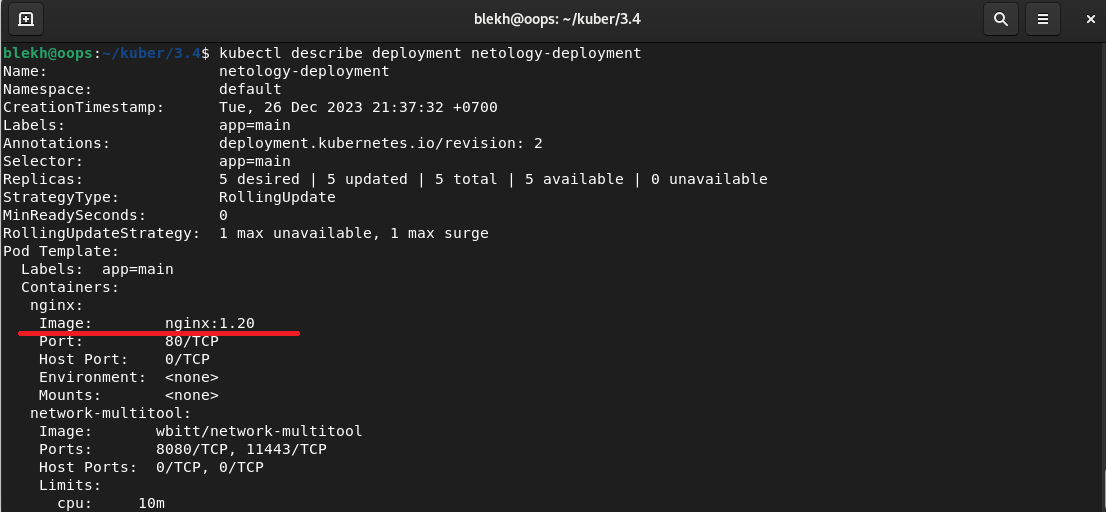 blekh@oops: ~/kuber/3.4
blekh@oops:~/kuber/3.4$ kubectl describe deployment netology-deployment
Name:                   netology-deployment
Namespace:              default
CreationTimestamp:      Tue, 26 Dec 2023 21:37:32 +0700
Labels:                 app=main
Annotations:            deployment.kubernetes.io/revision: 2
Selector:               app=main
Replicas:               5 desired | 5 updated | 5 total | 5 available | 0 unavailable
StrategyType:           RollingUpdate
MinReadySeconds:        0
RollingUpdateStrategy:  1 max unavailable, 1 max surge
Pod Template:
  Labels:  app=main
  Containers:
   nginx:
    Image:        nginx:1.20
    Port:         80/TCP
    Host Port:    0/TCP
    Environment:  <none>
    Mounts:       <none>
   network-multitool:
    Image:       wbitt/network-multitool
    Ports:       8080/TCP, 11443/TCP
    Host Ports:  0/TCP, 0/TCP
    Limits:
      cpu:     10m